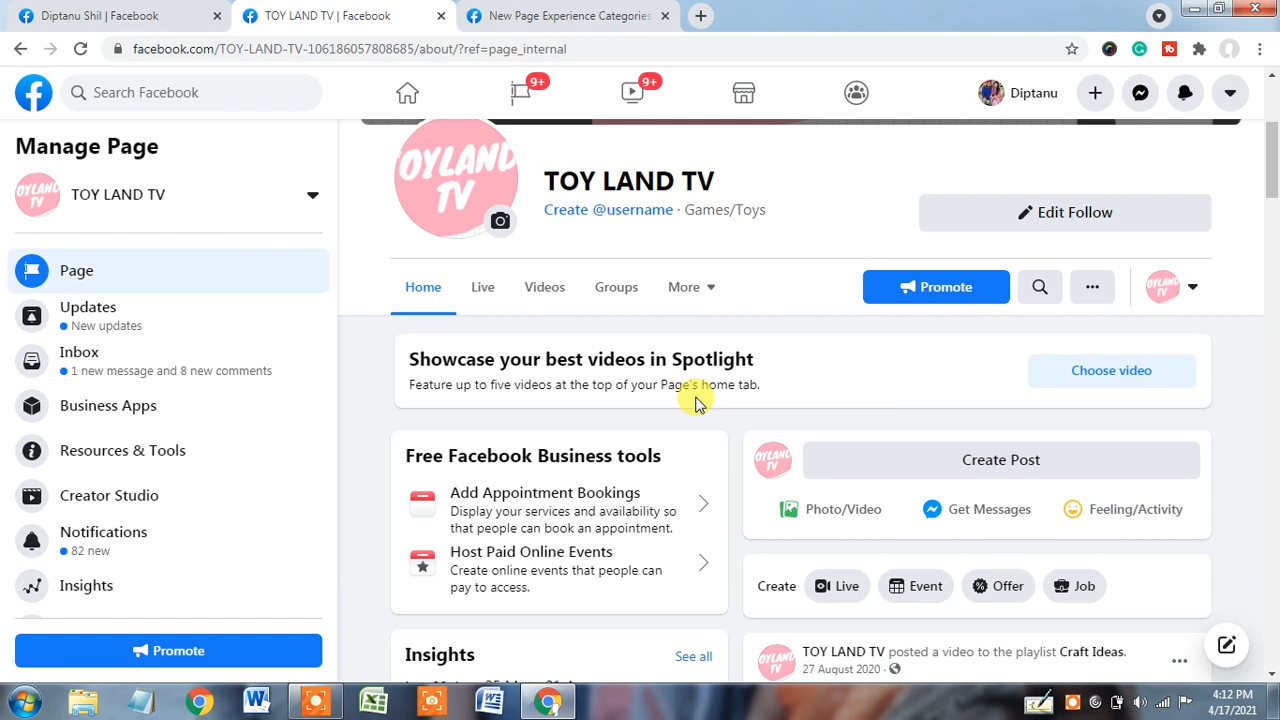 Diptanu Shil | Facebook
TOY LAND TV | Facebook
New Page Experience Categories
facebook.com/TOY-LAND-TV-106186057808685/about/?ref=page_internal
Search Facebook
9+
9+
Diptanu
Manage Page
TOY LAND TV
Page
Updates
New updates
Inbox
1 new message and 8 new comments
Business Apps
Resources & Tools
Creator Studio
Notifications
82 new
Insights
Promote
OYLAND
TV
TOY LAND TV
Create @username · Games/Toys
Edit Follow
Home
Live
Videos
Groups
More
Promote
Showcase your best videos in Spotlight
Feature up to five videos at the top of your Page's home tab.
Choose video
Free Facebook Business tools
Add Appointment Bookings
Display your services and availability so
that people can book an appointment.
Host Paid Online Events
Create online events that people can
pay to access.
Insights
See all
Create Post
Photo/Video
Get Messages
Feeling/Activity
Create
Live
Event
Offer
Job
TOY LAND TV posted a video to the playlist Craft Ideas.
27 August 2020 ·
4:12 PM
4/17/2021